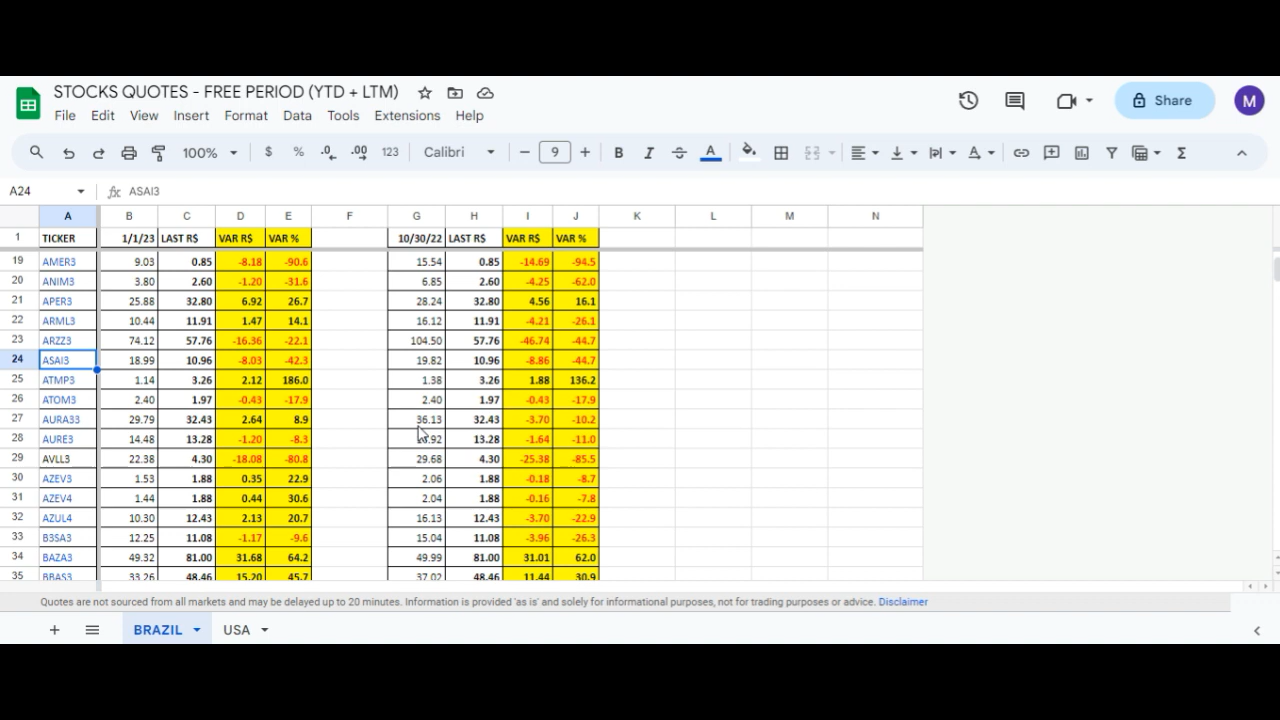 STOCKS QUOTES - FREE PERIOD (YTD + LTM)
File Edit View Insert Format Data Tools Extensions Help
Share M
100% $ % .0 .00 123 Calibri − 9 + B I A Σ
A24 fx ASAI3
A B C D E F G H I J K L M N
1 TICKER 1/1/23 LAST R$ VAR R$ VAR % 10/30/22 LAST R$ VAR R$ VAR %
19 AMER3 9.03 0.85 -8.18 -90.6 15.54 0.85 -14.69 -94.5
20 ANIM3 3.80 2.60 -1.20 -31.6 6.85 2.60 -4.25 -62.0
21 APER3 25.88 32.80 6.92 26.7 28.24 32.80 4.56 16.1
22 ARML3 10.44 11.91 1.47 14.1 16.12 11.91 -4.21 -26.1
23 ARZZ3 74.12 57.76 -16.36 -22.1 104.50 57.76 -46.74 -44.7
24 ASAI3 18.99 10.96 -8.03 -42.3 19.82 10.96 -8.86 -44.7
25 ATMP3 1.14 3.26 2.12 186.0 1.38 3.26 1.88 136.2
26 ATOM3 2.40 1.97 -0.43 -17.9 2.40 1.97 -0.43 -17.9
27 AURA33 29.79 32.43 2.64 8.9 36.13 32.43 -3.70 -10.2
28 AURE3 14.48 13.28 -1.20 -8.3 13.28 -1.64 -11.0
29 AVLL3 22.38 4.30 -18.08 -80.8 29.68 4.30 -25.38 -85.5
30 AZEV3 1.53 1.88 0.35 22.9 2.06 1.88 -0.18 -8.7
31 AZEV4 1.44 1.88 0.44 30.6 2.04 1.88 -0.16 -7.8
32 AZUL4 10.30 12.43 2.13 20.7 16.13 12.43 -3.70 -22.9
33 B3SA3 12.25 11.08 -1.17 -9.6 15.04 11.08 -3.96 -26.3
34 BAZA3 49.32 81.00 31.68 64.2 49.99 81.00 31.01 62.0
35 BBAS3 33.26 48.46 15.20 45.7 37.02 48.46 11.44 30.9
Quotes are not sourced from all markets and may be delayed up to 20 minutes. Information is provided 'as is' and solely for informational purposes, not for trading purposes or advice. Disclaimer
BRAZIL USA